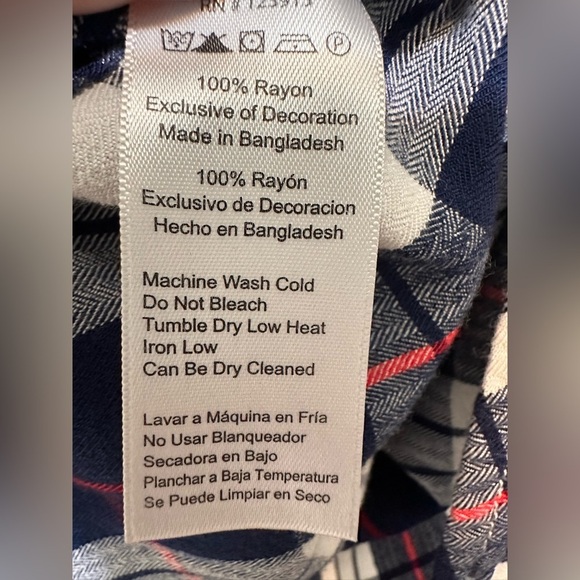 RN # 123913
P
100% Rayon
Exclusive of Decoration
Made in Bangladesh
100% Rayón
Exclusivo de Decoracion
Hecho en Bangladesh
Machine Wash Cold
Do Not Bleach
Tumble Dry Low Heat
Iron Low
Can Be Dry Cleaned
Lavar a Máquina en Fría
No Usar Blanqueador
Secadora en Bajo
Planchar a Baja Temperatura
Se Puede Limpiar en Seco